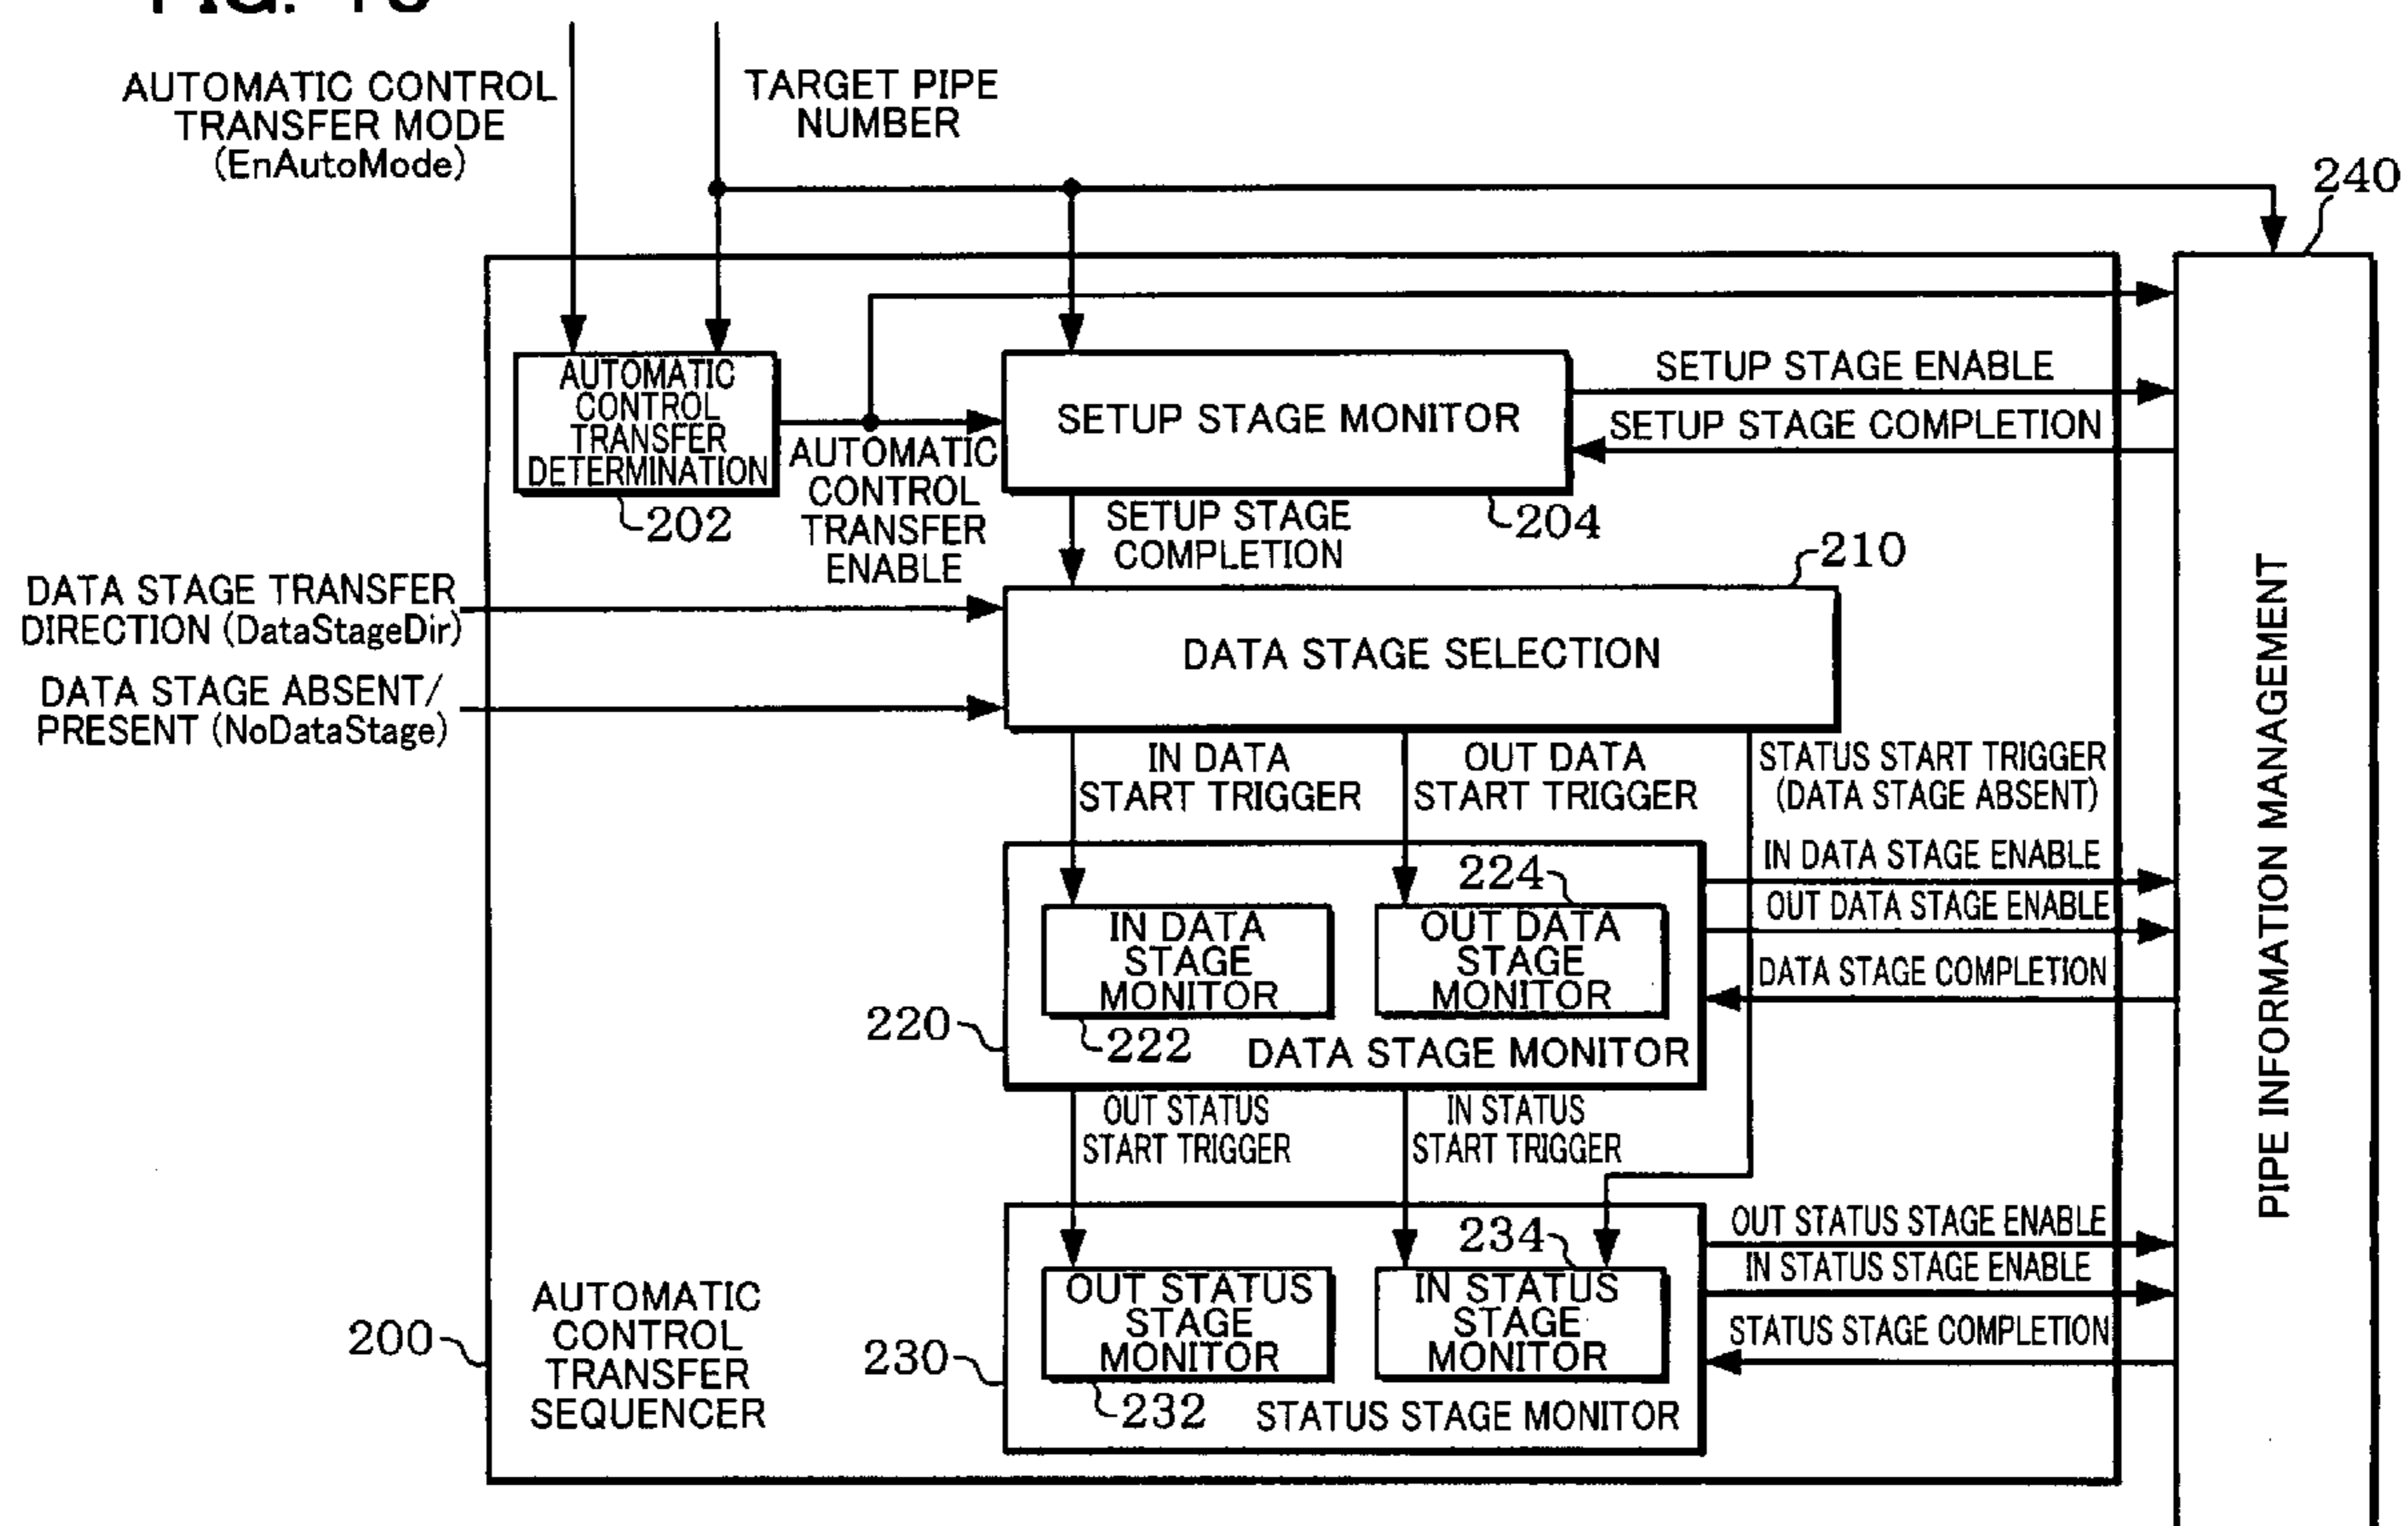 AUTOMATIC CONTROL
TRANSFER MODE
(EnAutoMode)
TARGET PIPE
NUMBER
240
AUTOMATIC
CONTROL
TRANSFER
DETERMINATION
202
AUTOMATIC
CONTROL
TRANSFER
ENABLE
SETUP STAGE MONITOR
204
SETUP STAGE ENABLE
SETUP STAGE COMPLETION
SETUP STAGE
COMPLETION
210
DATA STAGE TRANSFER
DIRECTION (DataStageDir)
DATA STAGE ABSENT/
PRESENT (NoDataStage)
DATA STAGE SELECTION
PIPE INFORMATION MANAGEMENT
IN DATA
START TRIGGER
OUT DATA
START TRIGGER
STATUS START TRIGGER
(DATA STAGE ABSENT)
224
IN DATA
STAGE
MONITOR
222
OUT DATA
STAGE
MONITOR
220
DATA STAGE MONITOR
IN DATA STAGE ENABLE
OUT DATA STAGE ENABLE
DATA STAGE COMPLETION
OUT STATUS
START TRIGGER
IN STATUS
START TRIGGER
234
OUT STATUS
STAGE
MONITOR
232
IN STATUS
STAGE
MONITOR
230
STATUS STAGE MONITOR
OUT STATUS STAGE ENABLE
IN STATUS STAGE ENABLE
STATUS STAGE COMPLETION
200
AUTOMATIC
CONTROL
TRANSFER
SEQUENCER